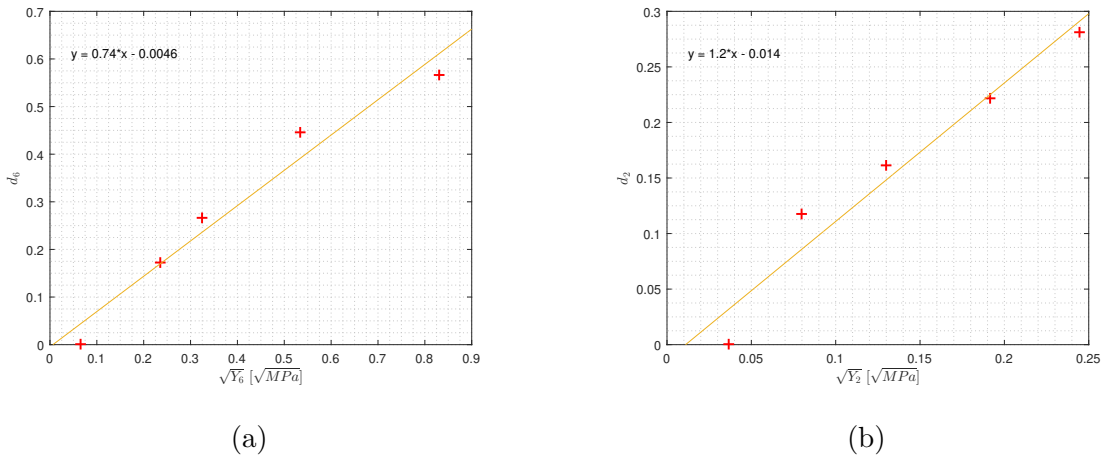 y = 0.74*x - 0.0046
d₆
0.7
0.6
0.5
0.4
0.3
0.2
0.1
0
0 0.1 0.2 0.3 0.4 0.5 0.6 0.7 0.8 0.9
√Y₆ [√MPa]
(a)
y = 1.2*x - 0.014
d₂
0.3
0.25
0.2
0.15
0.1
0.05
0
0 0.05 0.1 0.15 0.2 0.25
√Y₂ [√MPa]
(b)